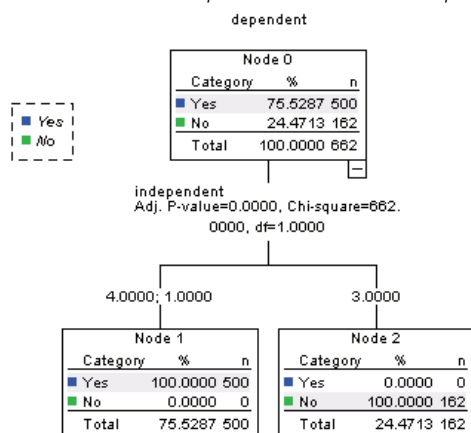 dependent
Node 0
Category % n
Yes 75.5287 500
No 24.4713 162
Total 100.0000 662
Yes
No
independent
Adj. P-value=0.0000, Chi-square=662.
0000, df=1.0000
4.0000; 1.0000
3.0000
Node 1
Category % n
Yes 100.0000 500
No 0.0000 0
Total 75.5287 500
Node 2
Category % n
Yes 0.0000 0
No 100.0000 162
Total 24.4713 162